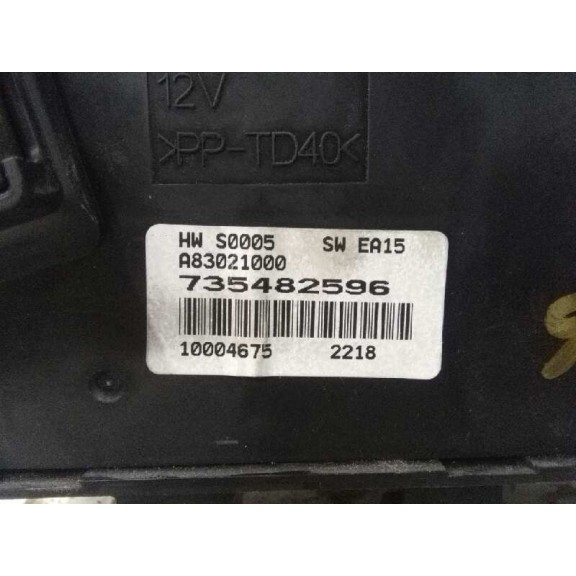 12V
>PP-TD40<
HW S0005 SW EA15
A83021000
735482596
10004675 2218